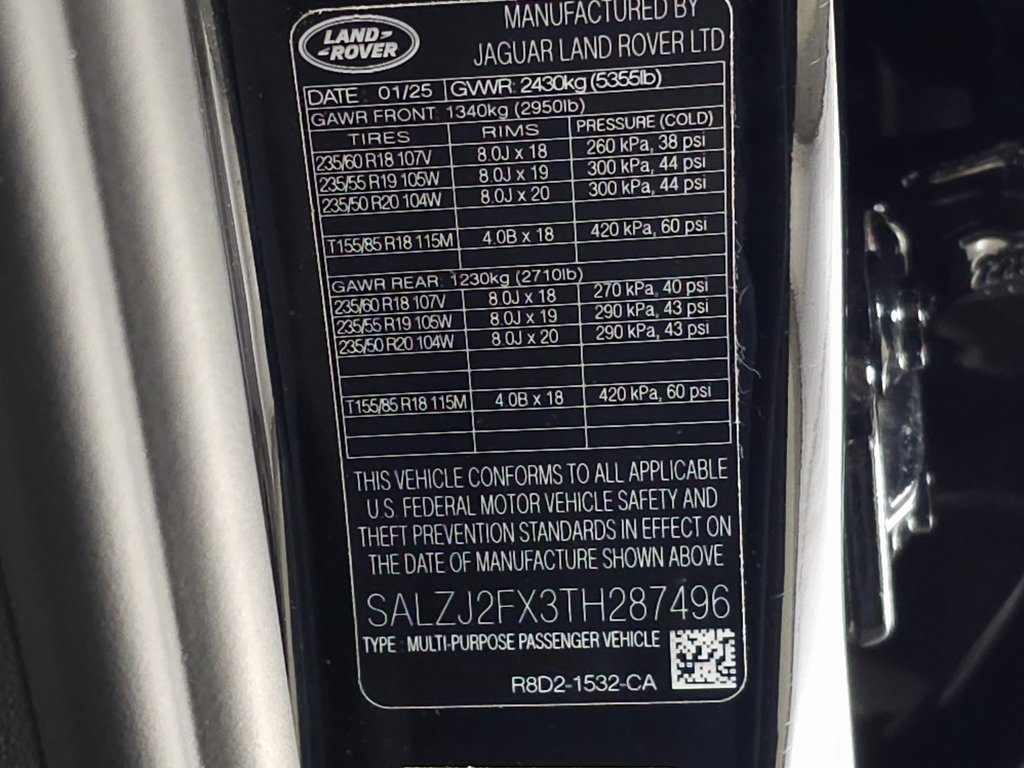 LAND-
-ROVER
MANUFACTURED BY
JAGUAR LAND ROVER LTD
DATE: 01/25 GVWR: 2430kg (5355lb)
GAWR FRONT: 1340kg (2950lb)
TIRES RIMS PRESSURE (COLD)
235/60 R18 107V 8.0J x 18 260 kPa, 38 psi
235/55 R19 105W 8.0J x 19 300 kPa, 44 psi
235/50 R20 104W 8.0J x 20 300 kPa, 44 psi
T155/85 R18 115M 4.0B x 18 420 kPa, 60 psi
GAWR REAR: 1230kg (2710lb)
235/60 R18 107V 8.0J x 18 270 kPa, 40 psi
235/55 R19 105W 8.0J x 19 290 kPa, 43 psi
235/50 R20 104W 8.0J x 20 290 kPa, 43 psi
T155/85 R18 115M 4.0B x 18 420 kPa, 60 psi
THIS VEHICLE CONFORMS TO ALL APPLICABLE
U.S. FEDERAL MOTOR VEHICLE SAFETY AND
THEFT PREVENTION STANDARDS IN EFFECT ON
THE DATE OF MANUFACTURE SHOWN ABOVE
SALZJ2FX3TH287496
TYPE : MULTI-PURPOSE PASSENGER VEHICLE
R8D2-1532-CA